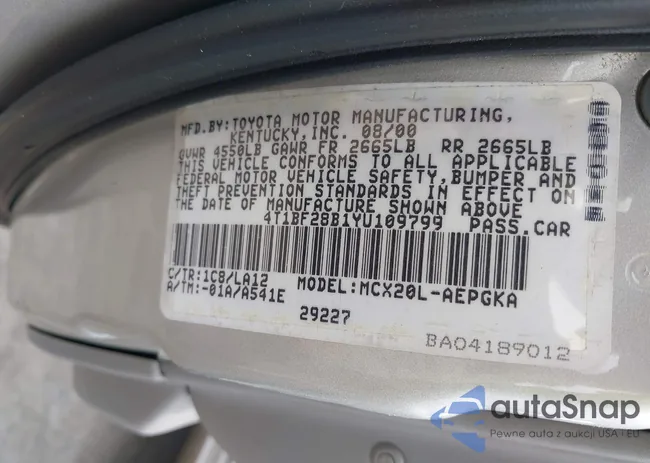 MFD.BY:TOYOTA MOTOR MANUFACTURING,
KENTUCKY,INC. 08/00
GVWR 4550LB GAWR FR 2665LB RR 2665LB
THIS VEHICLE CONFORMS TO ALL APPLICABLE
FEDERAL MOTOR VEHICLE SAFETY,BUMPER AND
THEFT PREVENTION STANDARDS IN EFFECT ON
THE DATE OF MANUFACTURE SHOWN ABOVE
4T1BF28B1YU109799 PASS.CAR
C/TR:1C8/LA12
A/TM:-01A/A541E
MODEL:MCX20L-AEPGKA
29227
BA04189012
autaSnap
Pewne auta z aukcji USA - EU